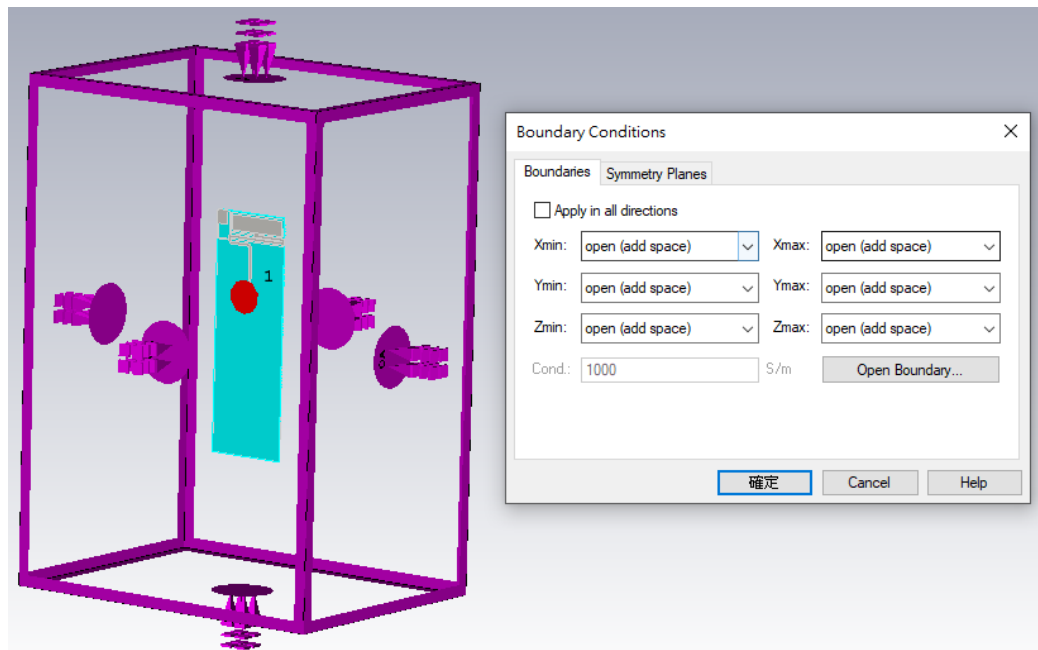 1
Boundary Conditions
Boundaries Symmetry Planes
Apply in all directions
Xmin: open (add space) Xmax: open (add space)
Ymin: open (add space) Ymax: open (add space)
Zmin: open (add space) Zmax: open (add space)
Cond.: 1000 S/m Open Boundary...
確定 Cancel Help